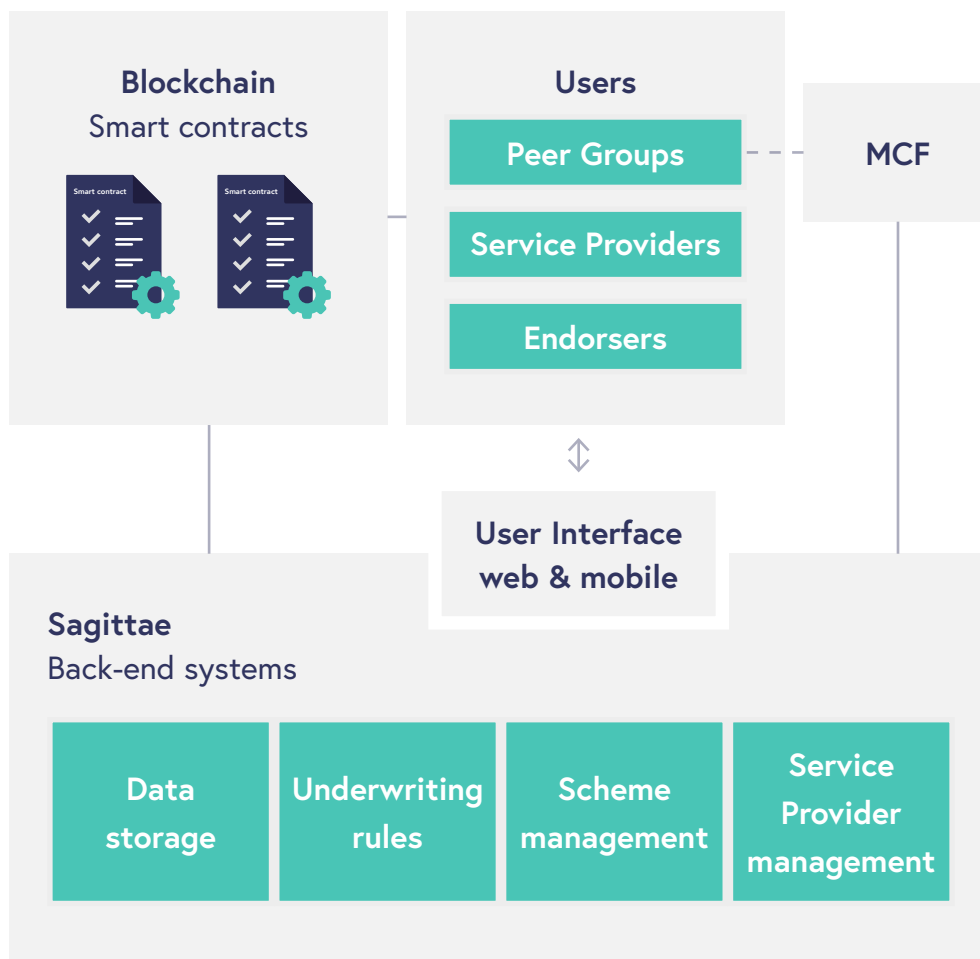 Blockchain
Smart contracts
Smart contract
Smart contract
Users
Peer Groups
Service Providers
Endorsers
MCF
User Interface
web & mobile
Sagittae
Back-end systems
Data
storage
Underwriting
rules
Scheme
management
Service
Provider
management